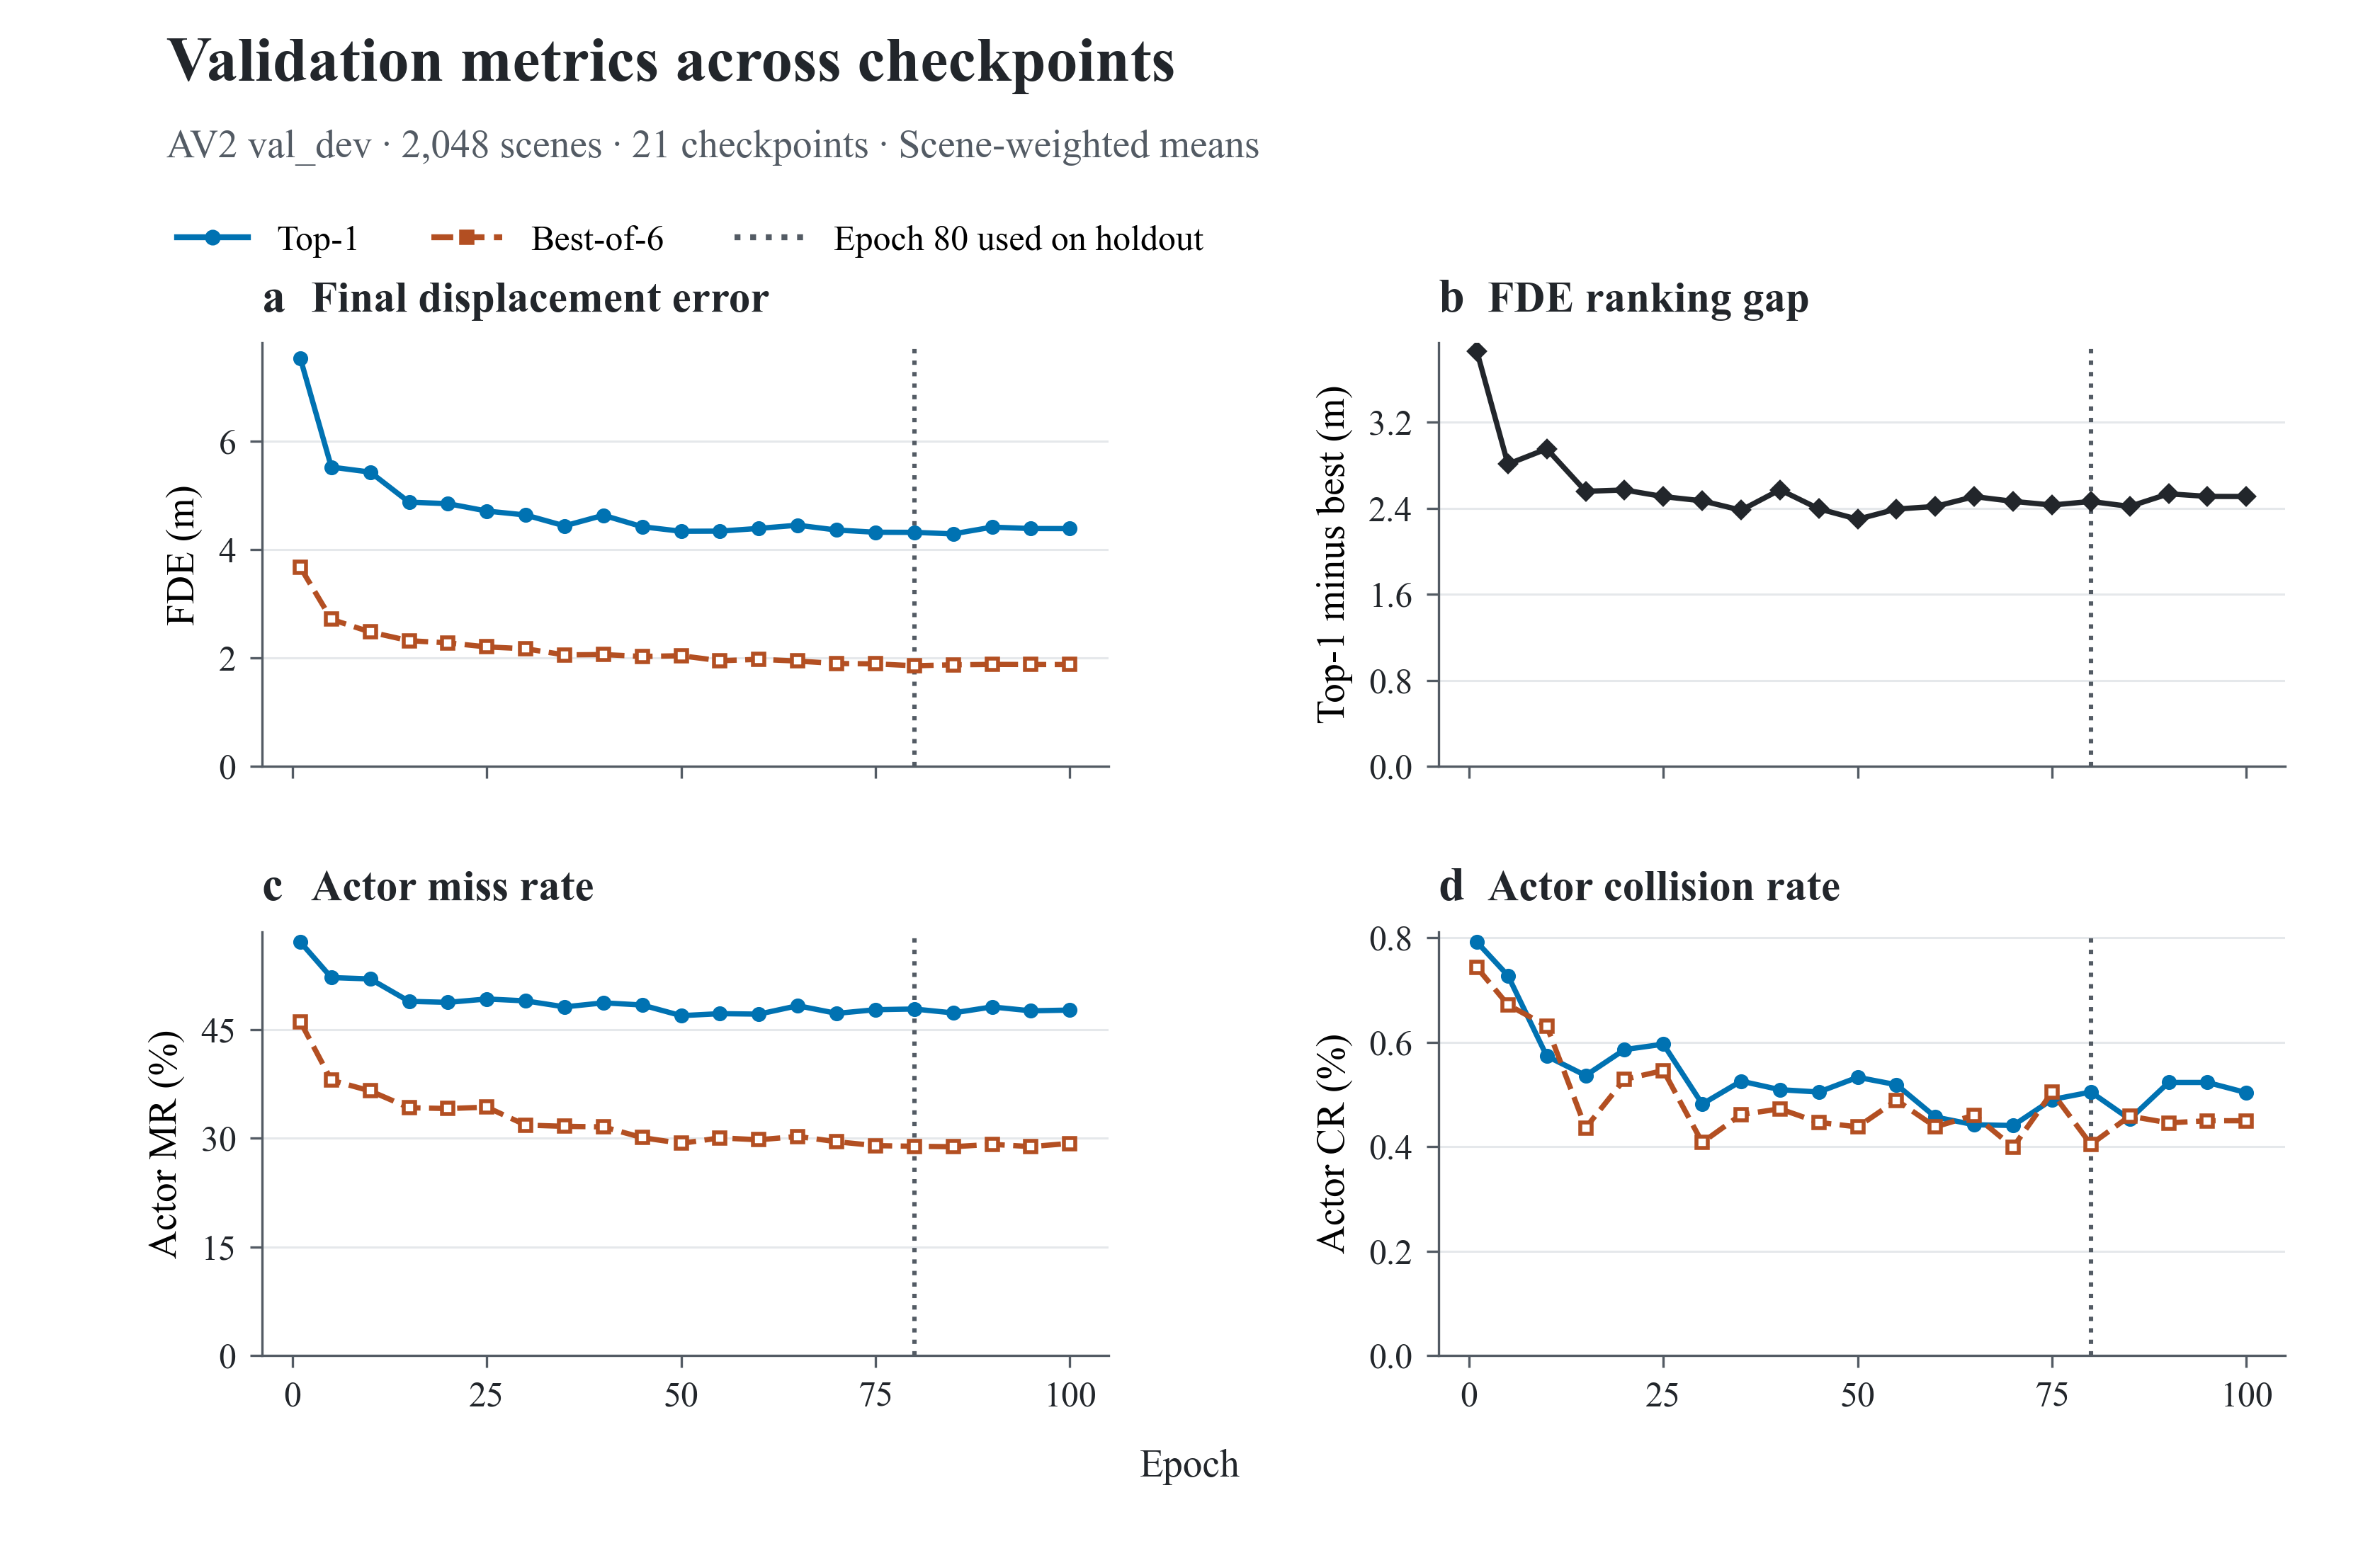 Validation metrics across checkpoints
AV2 val_dev · 2,048 scenes · 21 checkpoints · Scene-weighted means
Top-1 Best-of-6 Epoch 80 used on holdout
a Final displacement error
FDE (m)
6
4
2
0
b FDE ranking gap
Top-1 minus best (m)
3.2
2.4
1.6
0.8
0.0
c Actor miss rate
Actor MR (%)
45
30
15
0
0 25 50 75 100
d Actor collision rate
Actor CR (%)
0.8
0.6
0.4
0.2
0.0
0 25 50 75 100
Epoch